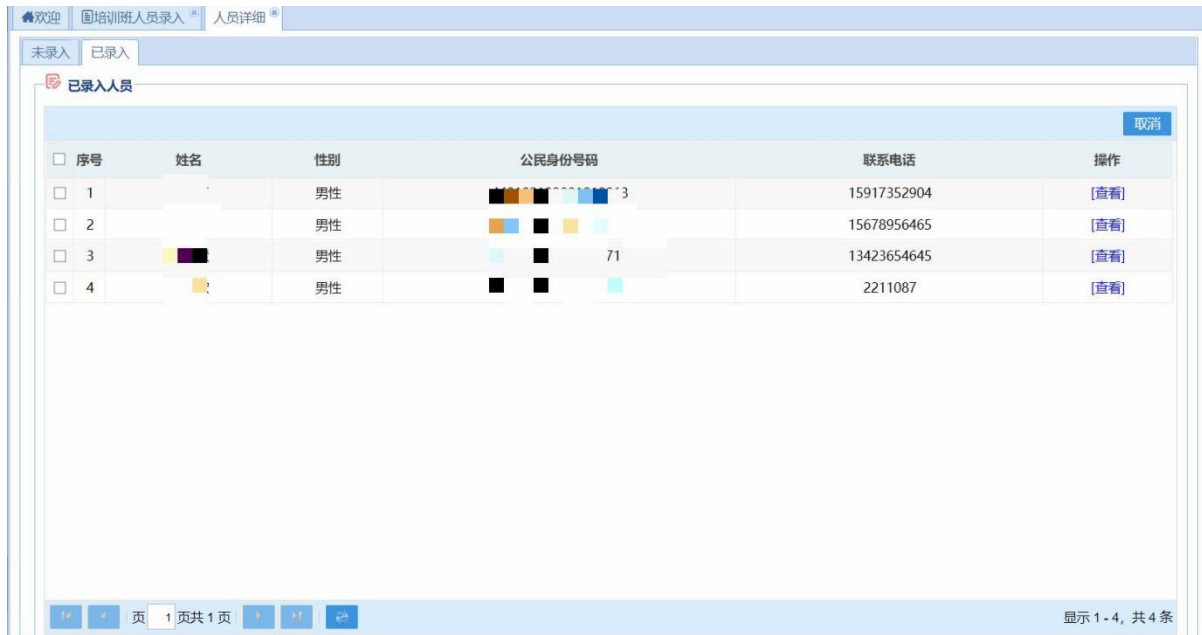 欢迎 培训班人员录入 人员详细
未录入 已录入
已录入人员
取消
序号 姓名 性别 公民身份号码 联系电话 操作
1 男性 15917352904 [查看]
2 男性 15678956465 [查看]
3 男性 71 13423654645 [查看]
4 男性 2211087 [查看]
页 1 页共 1 页 显示 1 - 4, 共 4 条